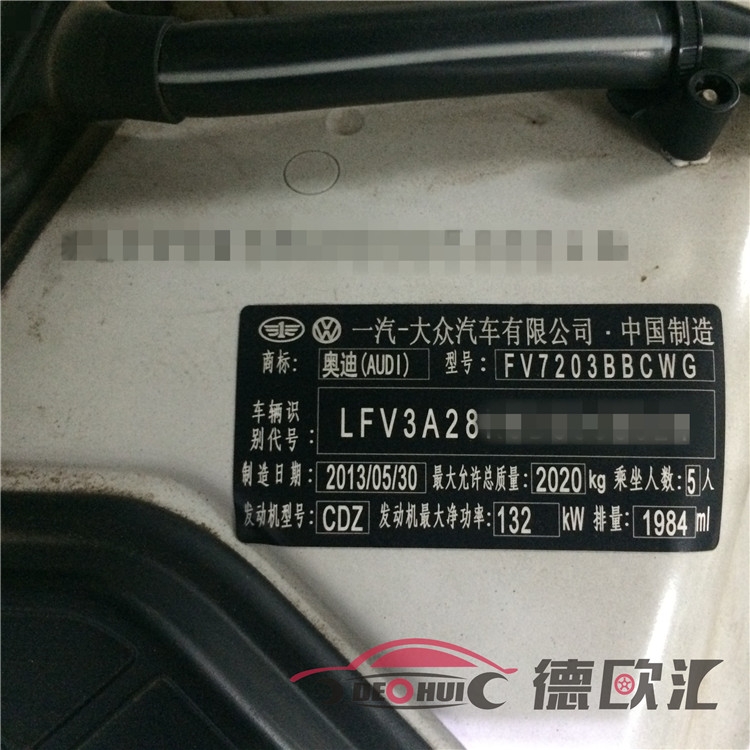 一汽-大众汽车有限公司·中国制造
商标: 奥迪(AUDI) 型号: FV7203BBCWG
车辆识
别代号: LFV3A28
制造日期: 2013/05/30 最大允许总质量: 2020 kg 乘坐人数: 5 人
发动机型号: CDZ 发动机最大净功率: 132 kW 排量: 1984 ml
DEOHUI 德欧汇